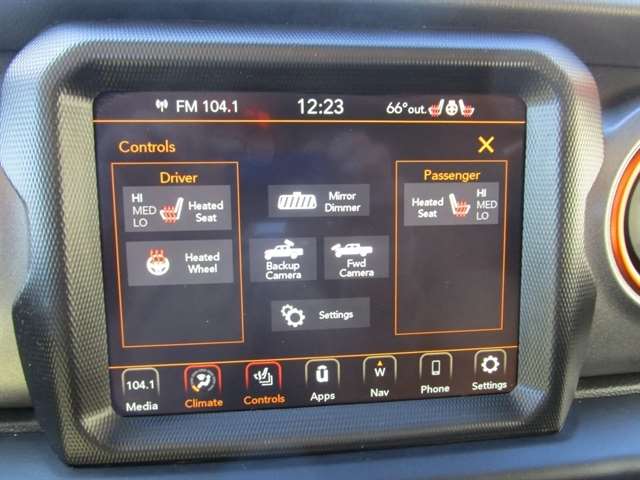 FM 104.1 12:23 66°out.
Controls X
Driver
HI
MED
LO
Heated
Seat
Heated
Wheel
Mirror
Dimmer
Backup
Camera
Fwd
Camera
Settings
Passenger
Heated
Seat
HI
MED
LO
104.1
Media
Climate
Controls
û
Apps
W
Nav
Phone
Settings